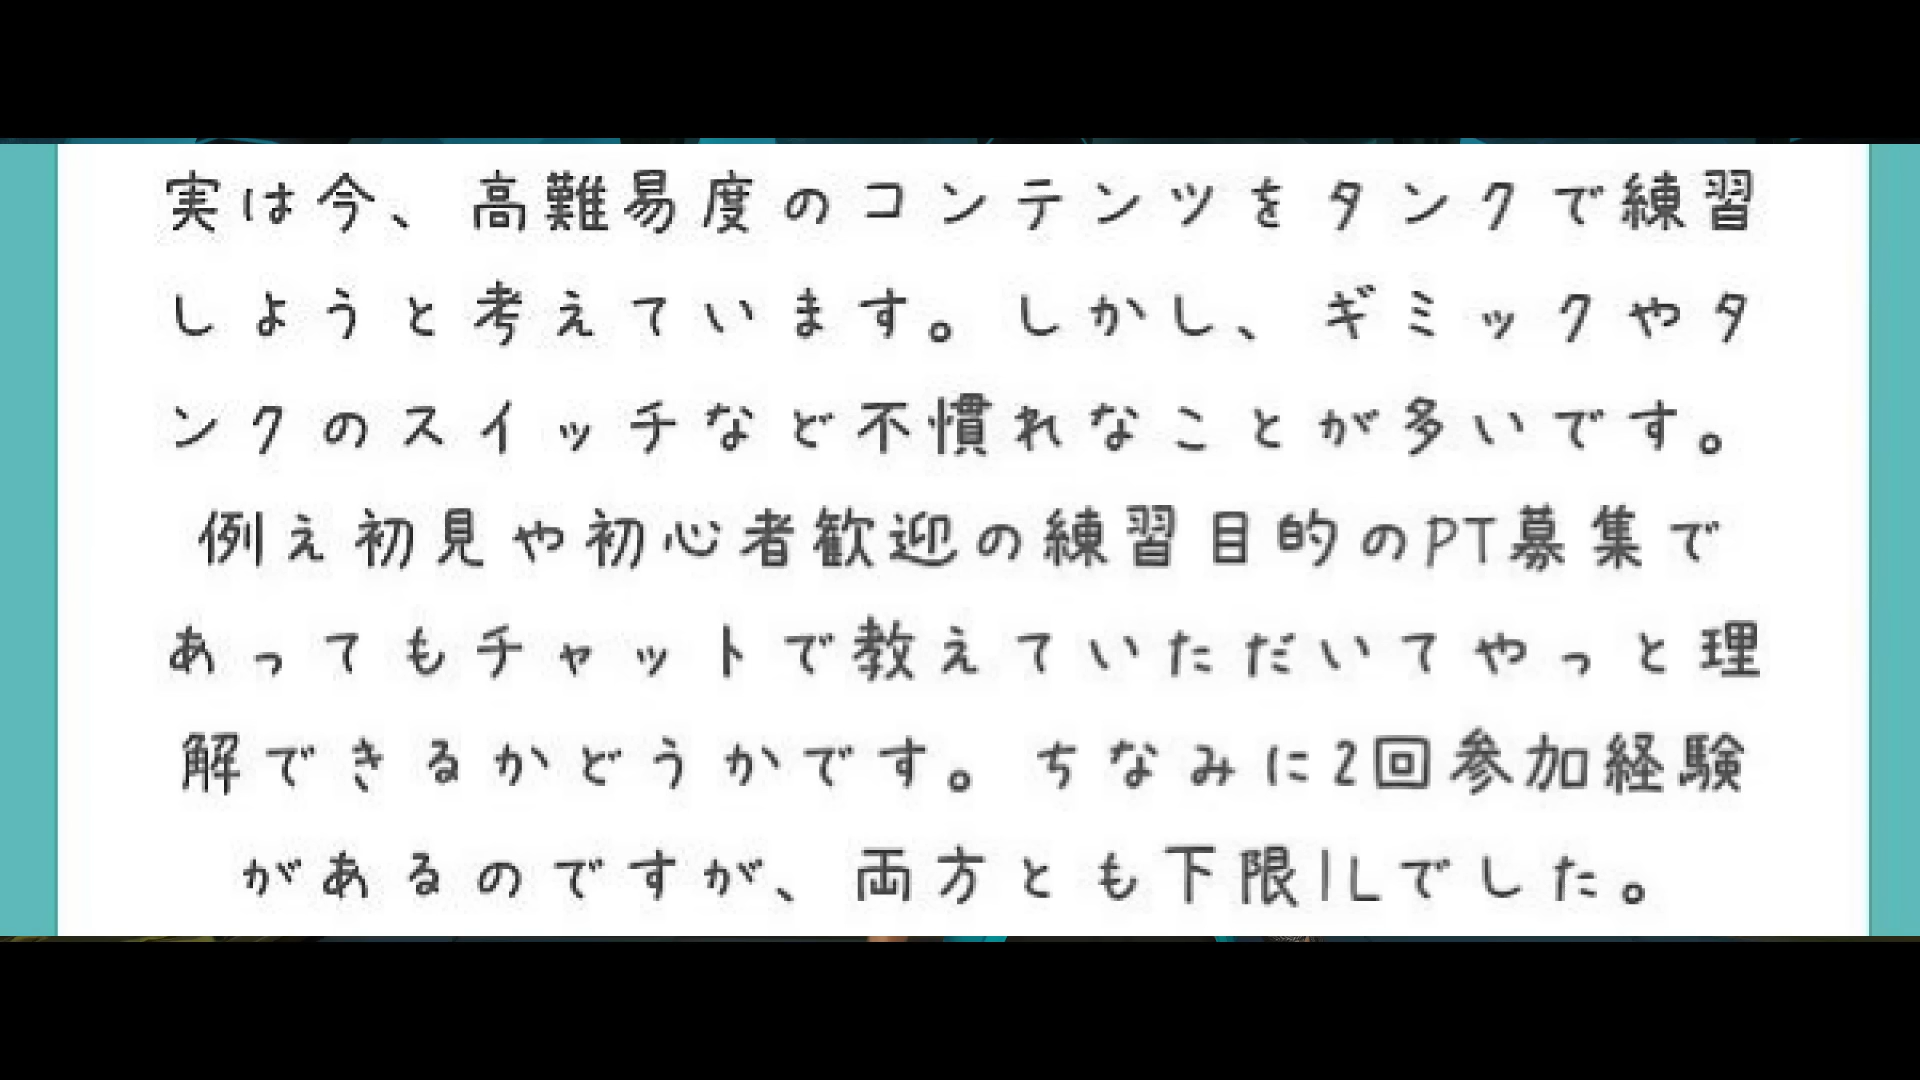 実は今、高難易度のコンテンツをタンクで練習
しようと考えています。しかし、ギミックやタ
ンクのスイッチなど不慣れなことが多いです。
例え初見や初心者歓迎の練習目的のPT募集で
あってもチャットで教えていただいてやっと理
解できるかどうかです。ちなみに2回参加経験
があるのですが、両方とも下限ILでした。